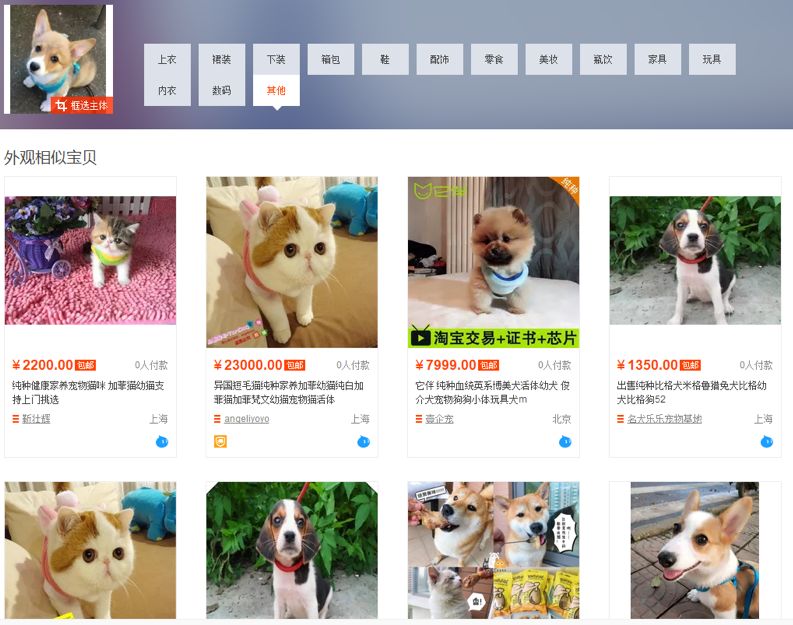 上衣
裙装
下装
箱包
鞋
配饰
零食
美妆
瓶饮
家具
玩具
内衣
数码
其他
框选主体
外观相似宝贝
纯种
淘宝交易+证书+芯片
¥2200.00 包邮 0人付款
纯种健康家养宠物猫咪 加菲猫幼猫支
持上门挑选
新壮辉 上海
¥23000.00 包邮 0人付款
异国短毛猫纯种家养加菲幼猫纯白加
菲猫加菲梵文幼猫宠物猫活体
angeliyoyo 上海
¥7999.00 包邮 0人付款
它伴 纯种血统英系博美犬活体幼犬 俊
介犬宠物狗狗小体玩具犬m
北京
¥1350.00 包邮 0人付款
出售纯种比格犬米格鲁猎兔犬比格幼
犬比格狗52
名犬乐乐宠物基地 上海